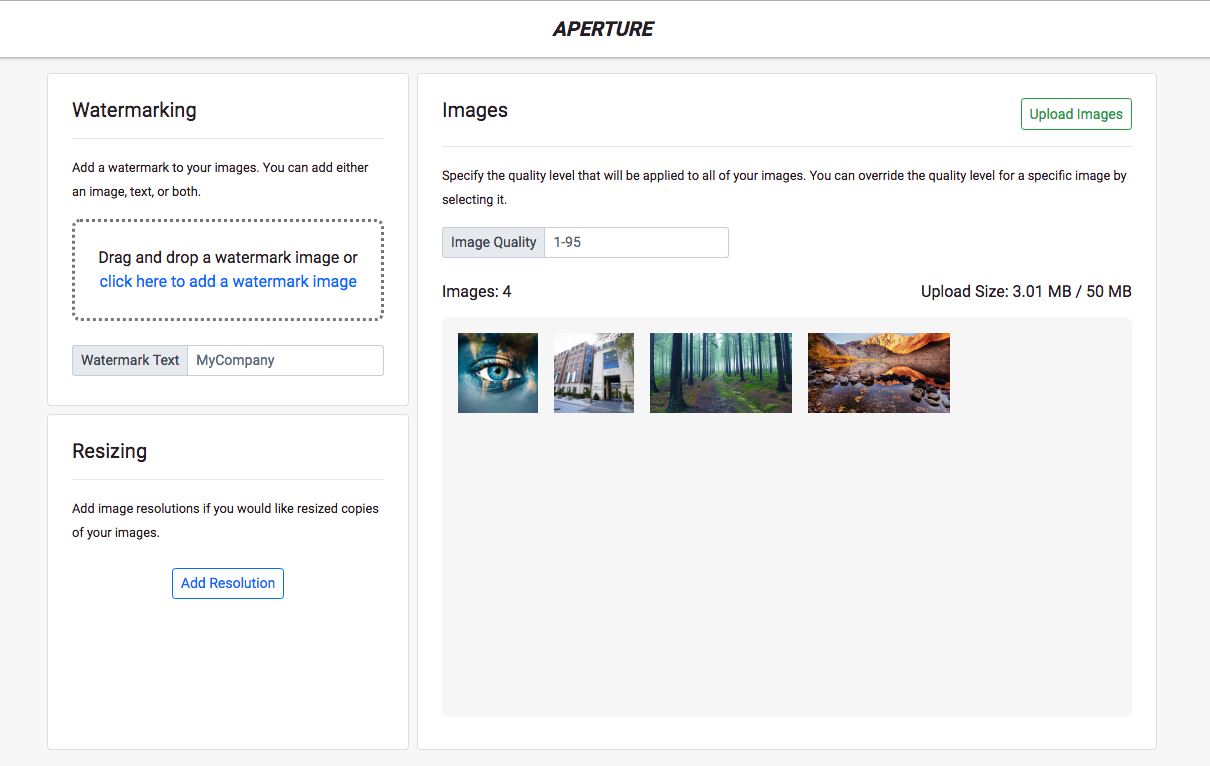 APERTURE
Watermarking
Add a watermark to your images. You can add either
an image, text, or both.
Drag and drop a watermark image or
click here to add a watermark image
Watermark Text MyCompany
Resizing
Add image resolutions if you would like resized copies
of your images.
Add Resolution
Images
Upload Images
Specify the quality level that will be applied to all of your images. You can override the quality level for a specific image by
selecting it.
Image Quality 1-95
Images: 4
Upload Size: 3.01 MB / 50 MB